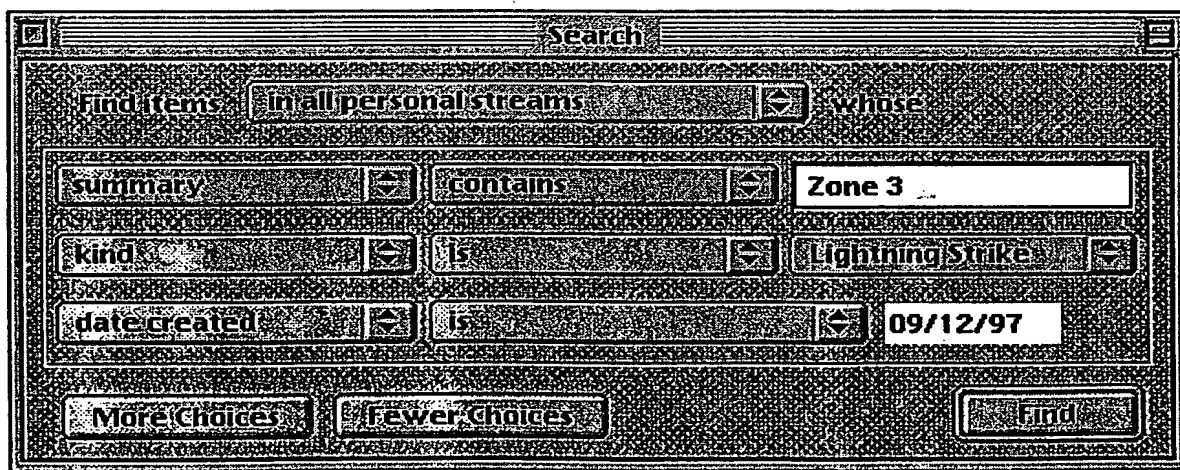 Search
Find items in all personal streams whose
summary contains Zone 3
kind is Lightning Strike
date created is 09/12/97
More Choices Fewer Choices Find